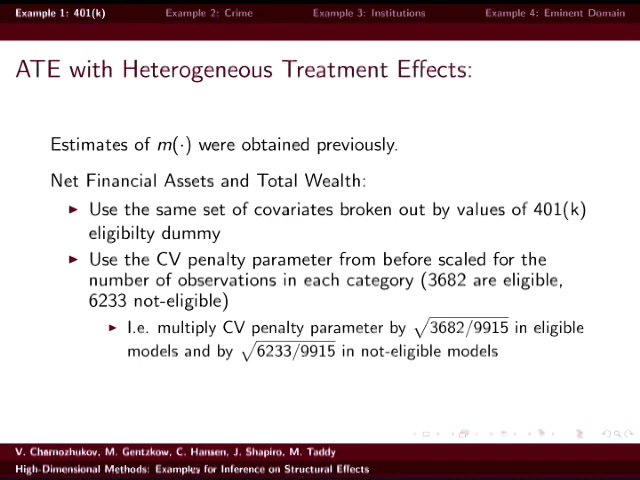 Example 1: 401(k) Example 2: Crime Example 3: Institutions Example 4: Eminent Domain
ATE with Heterogeneous Treatment Effects:
Estimates of m(·) were obtained previously.
Net Financial Assets and Total Wealth:
▶ Use the same set of covariates broken out by values of 401(k)
eligibilty dummy
▶ Use the CV penalty parameter from before scaled for the
number of observations in each category (3682 are eligible,
6233 not-eligible)
▶ I.e. multiply CV penalty parameter by √3682/9915 in eligible
models and by √6233/9915 in not-eligible models
V. Chernozhukov, M. Gentzkow, C. Hansen, J. Shapiro, M. Taddy
High-Dimensional Methods: Examples for Inference on Structural Effects